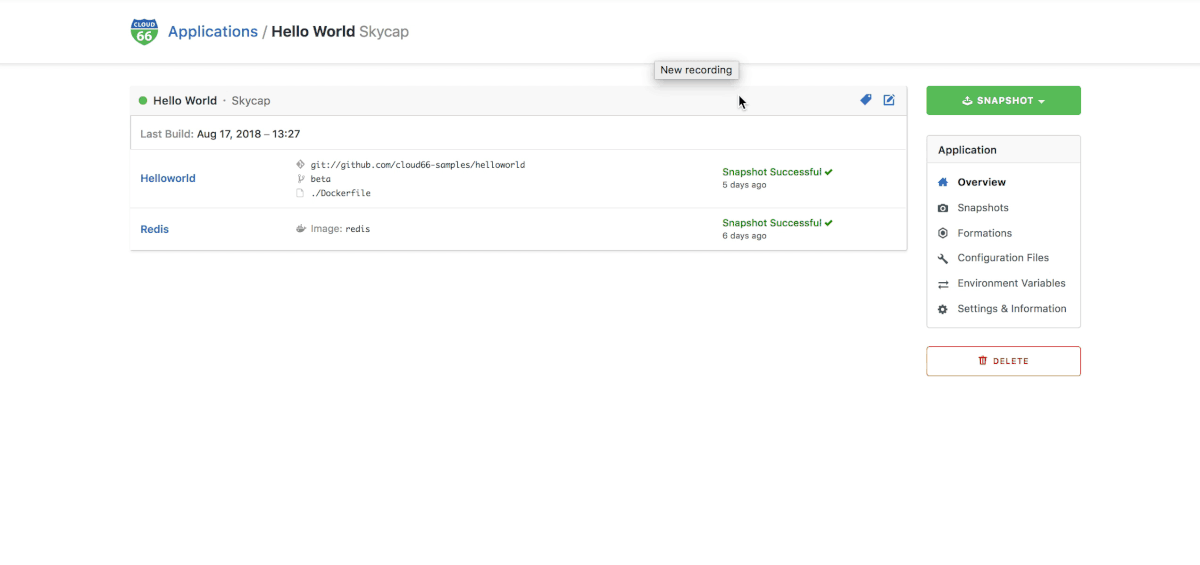 CLOUD 66 Applications / Hello World Skycap
New recording
Hello World · Skycap
SNAPSHOT
Last Build: Aug 17, 2018 – 13:27
Helloworld
git://github.com/cloud66-samples/helloworld
beta
./Dockerfile
Snapshot Successful
5 days ago
Redis
Image: redis
Snapshot Successful
6 days ago
Application
Overview
Snapshots
Formations
Configuration Files
Environment Variables
Settings & Information
DELETE